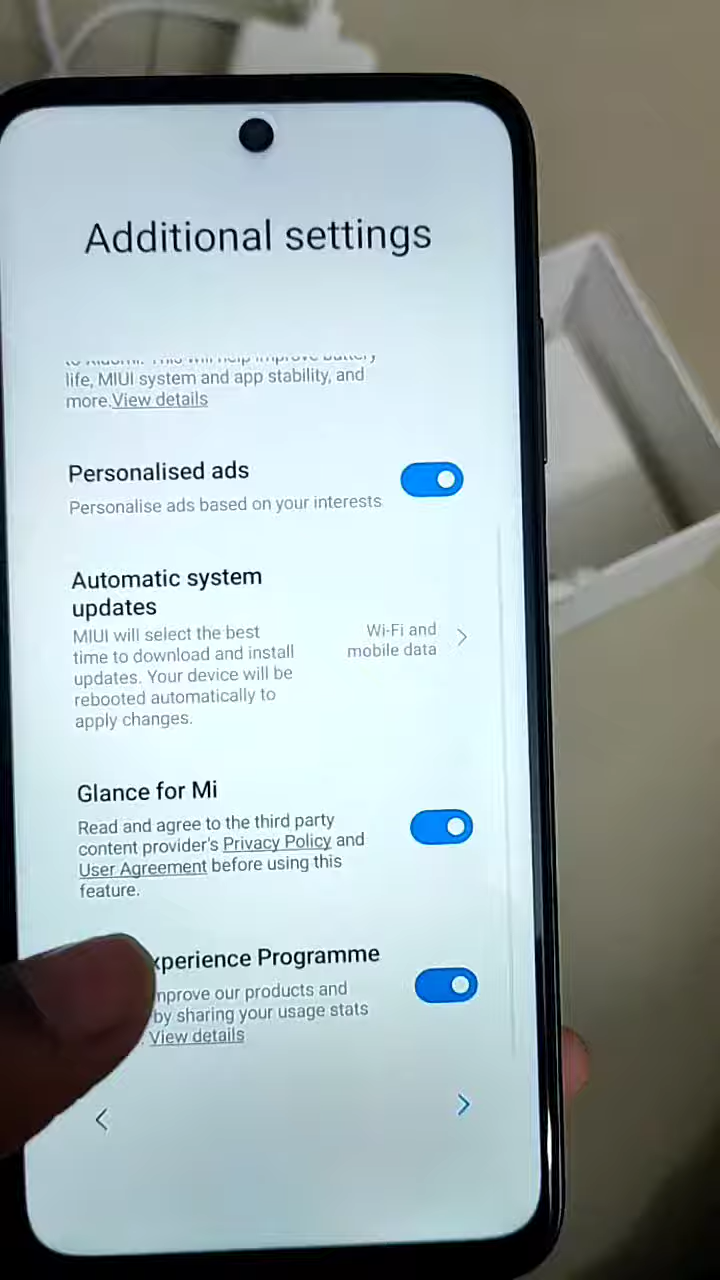 Additional settings
life, MIUI system and app stability, and
more.View details
Personalised ads
Personalise ads based on your interests
Automatic system
updates
MIUI will select the best
time to download and install
updates. Your device will be
rebooted automatically to
apply changes.
Wi-Fi and
mobile data
Glance for Mi
Read and agree to the third party
content provider's Privacy Policy and
User Agreement before using this
feature.
Programme
our products and
by sharing your usage stats
View details